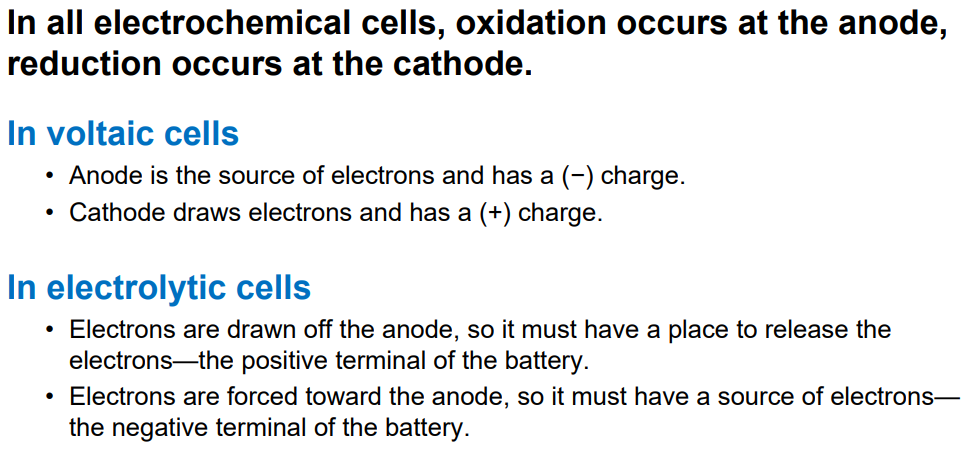 In all electrochemical cells, oxidation occurs at the anode,
reduction occurs at the cathode.
In voltaic cells
• Anode is the source of electrons and has a (−) charge.
• Cathode draws electrons and has a (+) charge.
In electrolytic cells
• Electrons are drawn off the anode, so it must have a place to release the
electrons—the positive terminal of the battery.
• Electrons are forced toward the anode, so it must have a source of electrons—
the negative terminal of the battery.